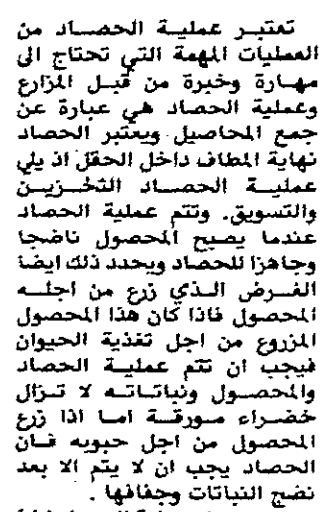 تعتبر عملية الحصاد من
العمليات المهمة التي تحتاج الى
مهارة وخبرة من قبل المزارع
وعملية الحصاد هي عبارة عن
جمع المحاصيل ويعتبر الحصاد
نهاية المطاف داخل الحقل اذ يلي
عملية الحصاد التخزين
والتسويق. وتتم عملية الحصاد
عندما يصبح المحصول ناضجا
وجاهزا للحصاد ويحدد ذلك ايضا
الغرض الذي زرع من اجله
المحصول فاذا كان هذا المحصول
المزروع من اجل تغذية الحيوان
فيجب ان تتم عملية الحصاد
والمحصول ونباتاته لا تزال
خضراء مورقة اما اذا زرع
المحصول من اجل حبوبه فان
الحصاد يجب ان لا يتم الا بعد
نضج النباتات وجفافها .